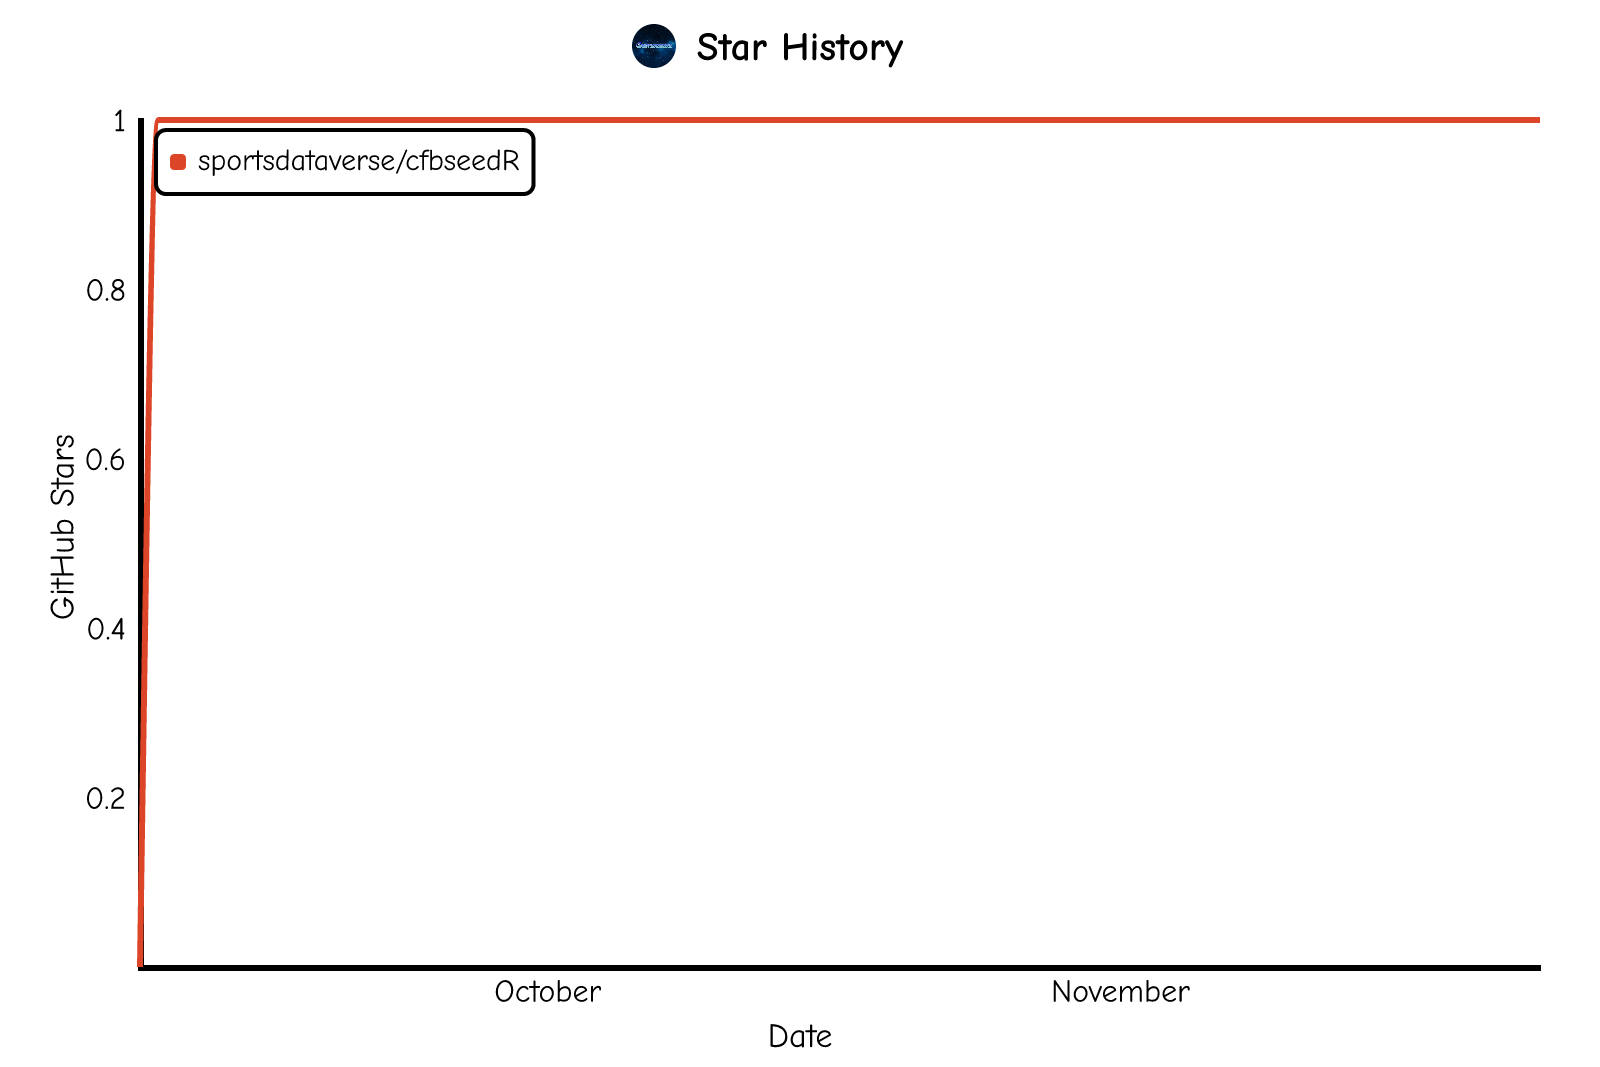 Star History
1
sportsdataverse/cfbseedR
0.8
0.6
GitHub Stars
0.4
0.2
October
November
Date